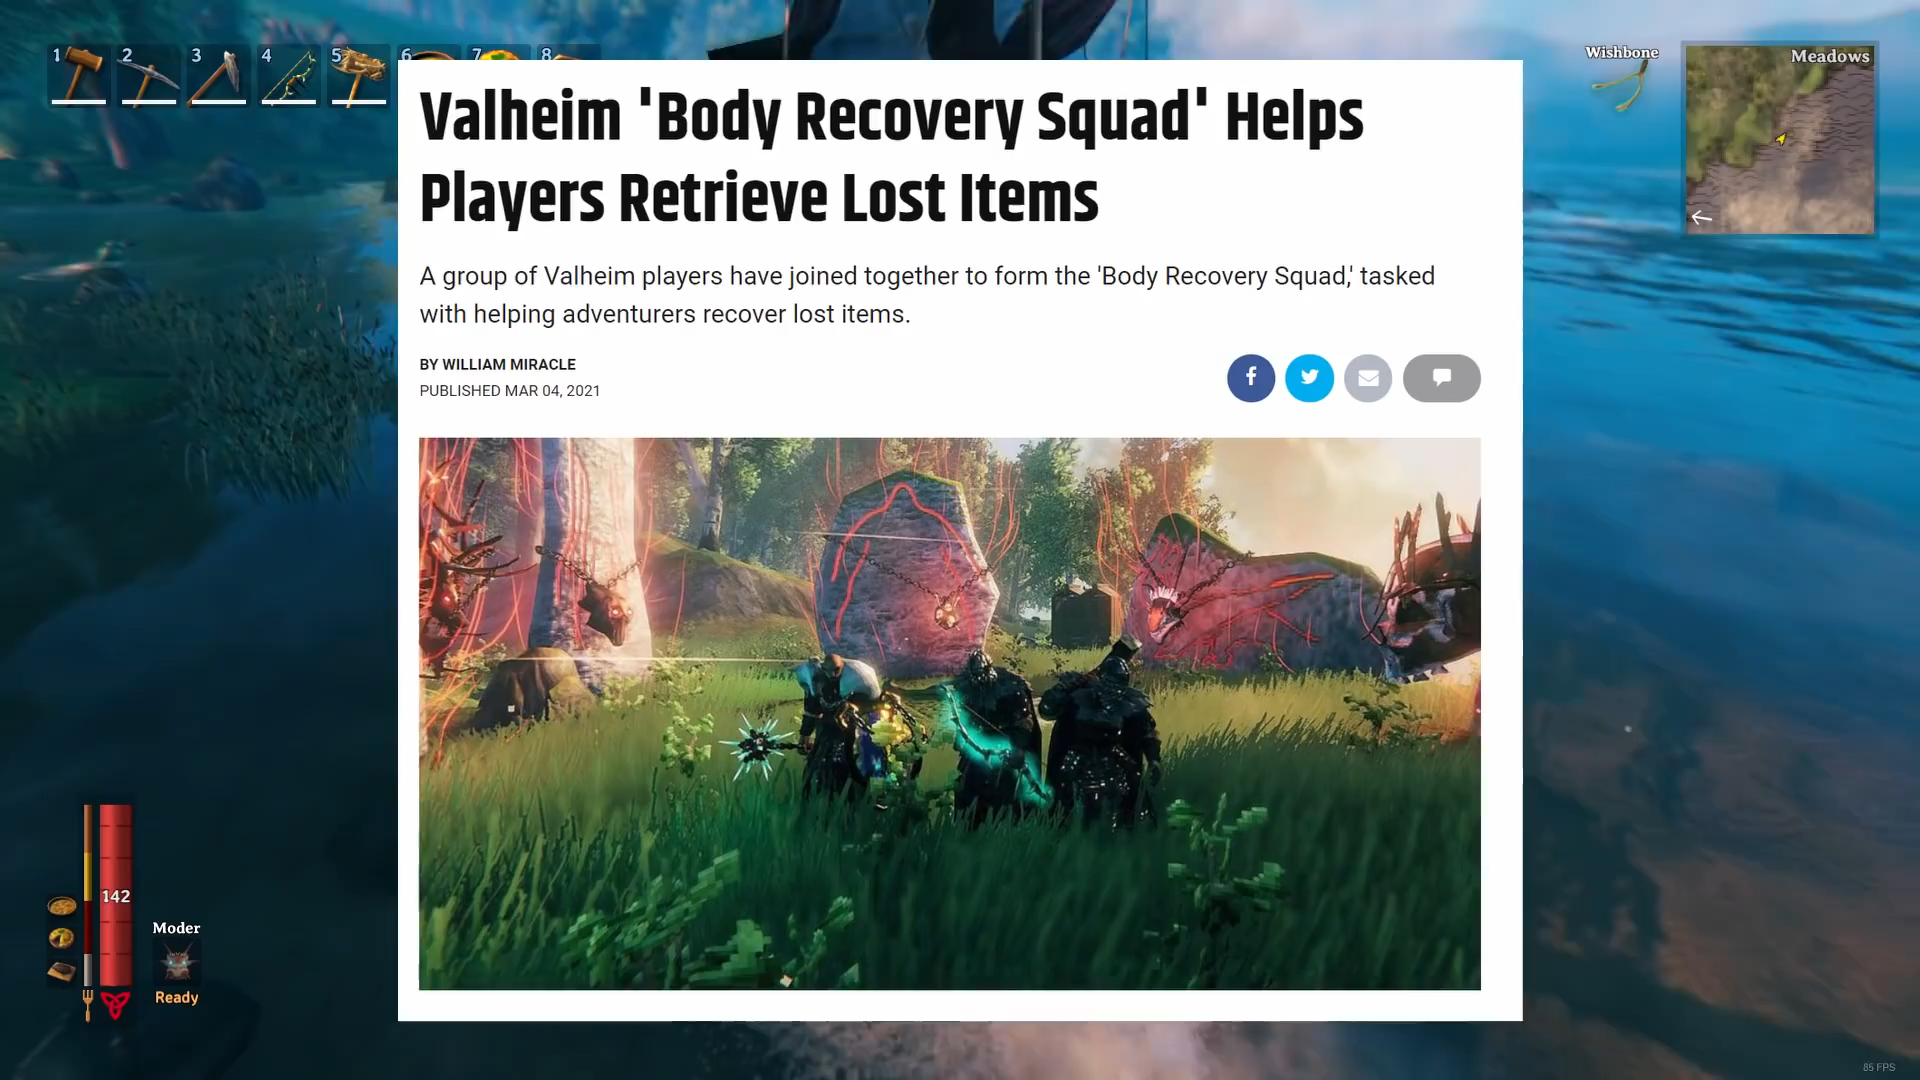 1 2 3 4 5 6 7 8
Wishbone
Meadows
Valheim 'Body Recovery Squad' Helps
Players Retrieve Lost Items
A group of Valheim players have joined together to form the 'Body Recovery Squad,' tasked
with helping adventurers recover lost items.
BY WILLIAM MIRACLE
PUBLISHED MAR 04, 2021
142
Moder
Ready
85 FPS